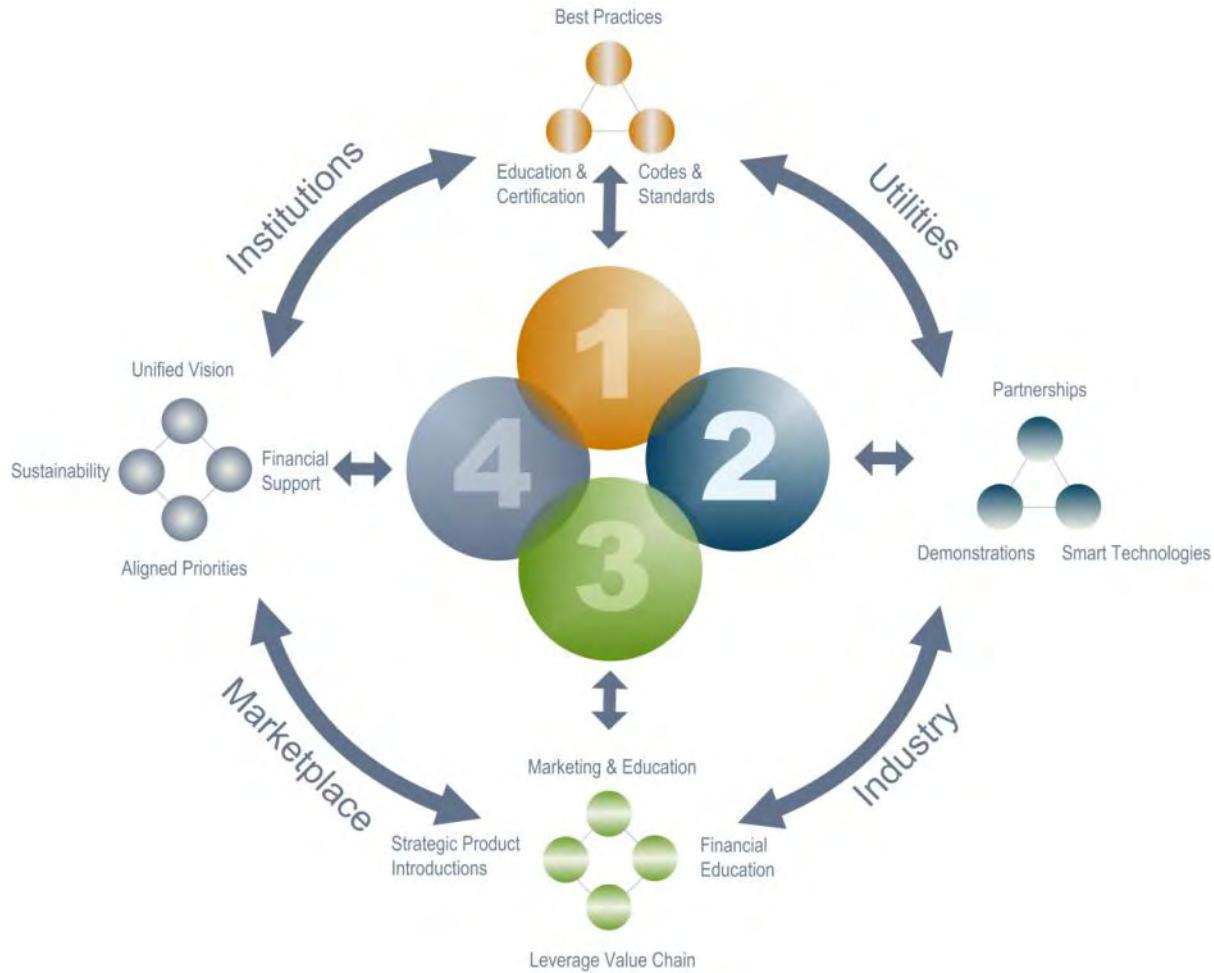 Best Practices
Education &
Certification
Codes &
Standards
Institutions
Utilities
1
Unified Vision
Sustainability
Financial
Support
Aligned Priorities
4
2
Partnerships
Demonstrations
Smart Technologies
3
Marketplace
Industry
Marketing & Education
Strategic Product
Introductions
Financial
Education
Leverage Value Chain